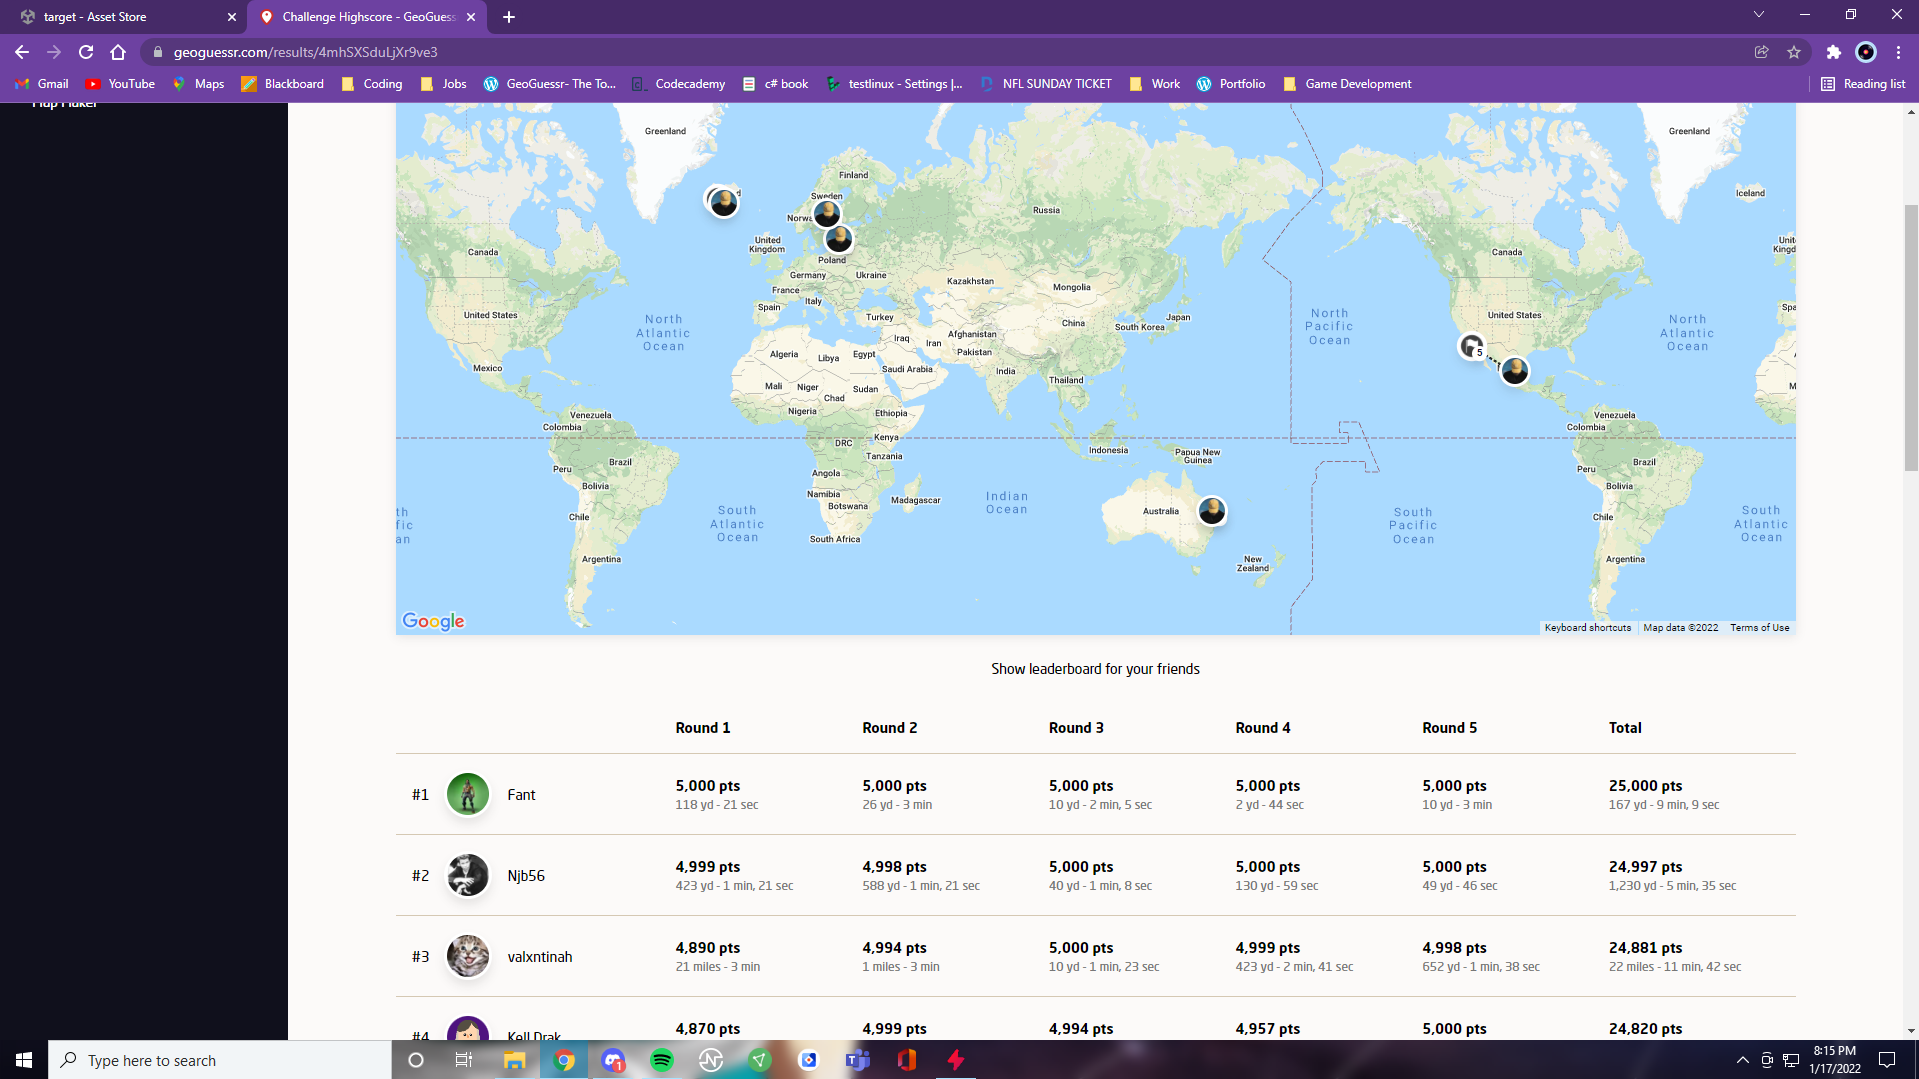 target - Asset Store
Challenge Highscore - GeoGuess
geoguessr.com/results/4mhSXSduLjXr9ve3
Gmail YouTube Maps Blackboard Coding Jobs GeoGuessr- The To... Codecademy c# book testlinux - Settings |... NFL SUNDAY TICKET Work Portfolio Game Development Reading list
Map Maker
Greenland
Greenland
Finland
Iceland
Sweden
Russia
Canada
United Kingdom
Poland
Germany
Ukraine
France
Kazakhstan
Mongolia
Italy
Spain
United States
North Atlantic Ocean
Turkey
China
Japan
South Korea
Afghanistan
Iraq
Iran
Pakistan
Algeria
Libya
Egypt
Saudi Arabia
India
Mexico
Mali
Niger
Sudan
Thailand
Chad
Nigeria
Ethiopia
Venezuela
Colombia
DRC
Kenya
Tanzania
Indonesia
Papua New Guinea
Peru
Brazil
Bolivia
Angola
Namibia
Botswana
Madagascar
Indian Ocean
South Atlantic Ocean
Australia
Chile
South Africa
Argentina
New Zealand
North Pacific Ocean
South Pacific Ocean
Canada
United States
5
North Atlantic Ocean
Venezuela
Colombia
Peru
Brazil
Bolivia
Chile
Argentina
South Atlantic Ocean
Google
Keyboard shortcuts Map data ©2022 Terms of Use
Show leaderboard for your friends
Round 1 Round 2 Round 3 Round 4 Round 5 Total
#1 Fant 5,000 pts 5,000 pts 5,000 pts 5,000 pts 5,000 pts 25,000 pts
118 yd - 21 sec 26 yd - 3 min 10 yd - 2 min, 5 sec 2 yd - 44 sec 10 yd - 3 min 167 yd - 9 min, 9 sec
#2 Njb56 4,999 pts 4,998 pts 5,000 pts 5,000 pts 5,000 pts 24,997 pts
423 yd - 1 min, 21 sec 588 yd - 1 min, 21 sec 40 yd - 1 min, 8 sec 130 yd - 59 sec 49 yd - 46 sec 1,230 yd - 5 min, 35 sec
#3 valxntinah 4,890 pts 4,994 pts 5,000 pts 4,999 pts 4,998 pts 24,881 pts
21 miles - 3 min 1 miles - 3 min 10 yd - 1 min, 23 sec 423 yd - 2 min, 41 sec 652 yd - 1 min, 38 sec 22 miles - 11 min, 42 sec
#4 Kell Drak 4,870 pts 4,999 pts 4,994 pts 4,957 pts 5,000 pts 24,820 pts
Type here to search
1
8:15 PM
1/17/2022